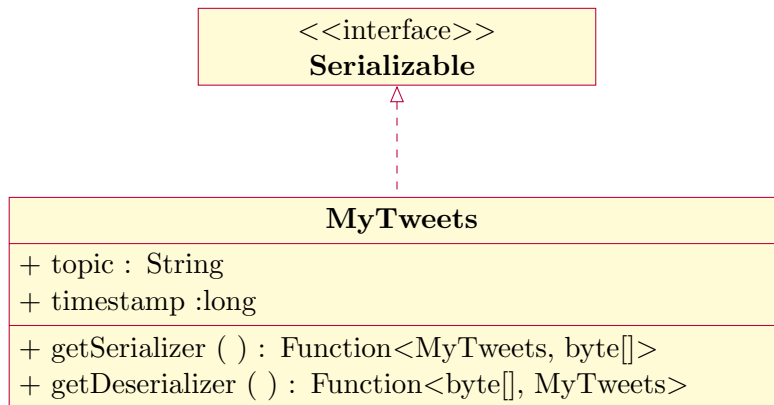 <<interface>>
Serializable
MyTweets
+ topic : String
+ timestamp :long
+ getSerializer ( ) : Function<MyTweets, byte[]>
+ getDeserializer ( ) : Function<byte[], MyTweets>